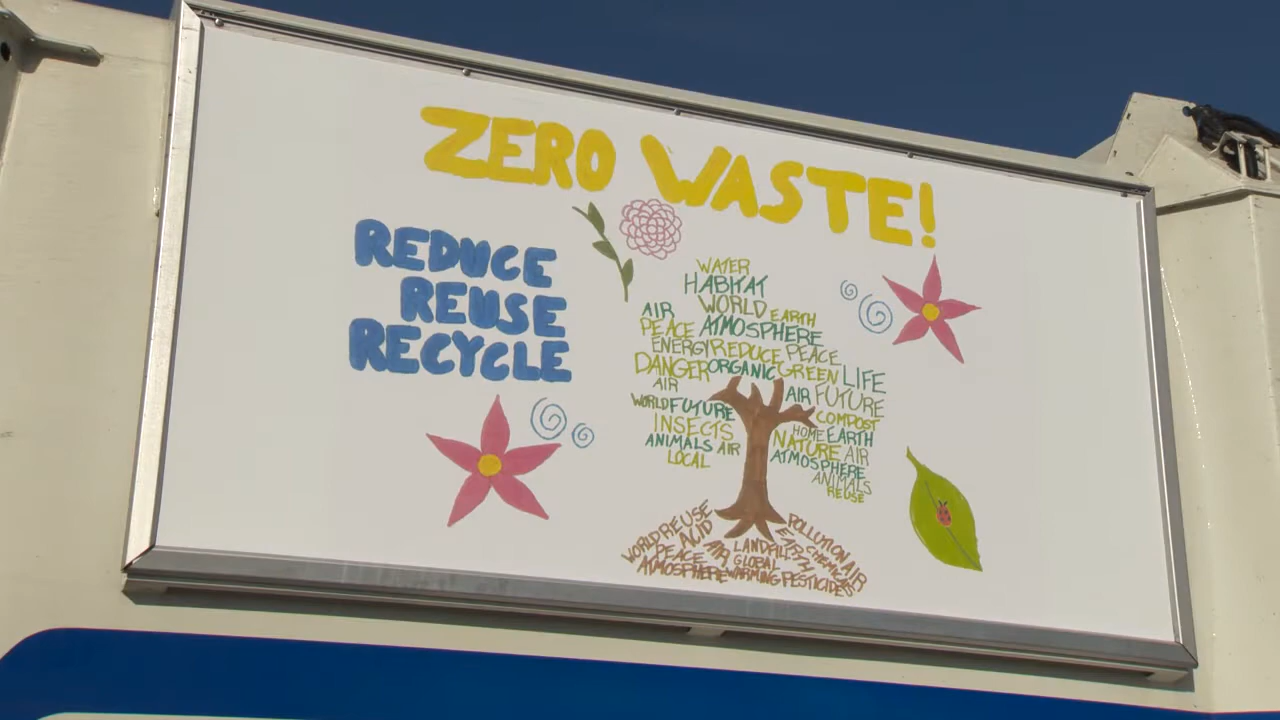 ZERO WASTE!
REDUCE
REUSE
RECYCLE
WATER
HABITAT
WORLD EARTH
AIR
PEACE ATMOSPHERE
ENERGY REDUCE PEACE
DANGER ORGANIC GREEN LIFE
AIR
AIR FUTURE
WORLD FUTURE
COMPOST
INSECTS
HOME EARTH
ANIMALS AIR
NATURE AIR
LOCAL
ATMOSPHERE
ANIMALS
REUSE
WORLD REUSE
ACID
PEACE
ATMOSPHERE
AIR
LANDFILL
GLOBAL
WARMING
EARTH
POLLUTION AIR
PESTICIDES